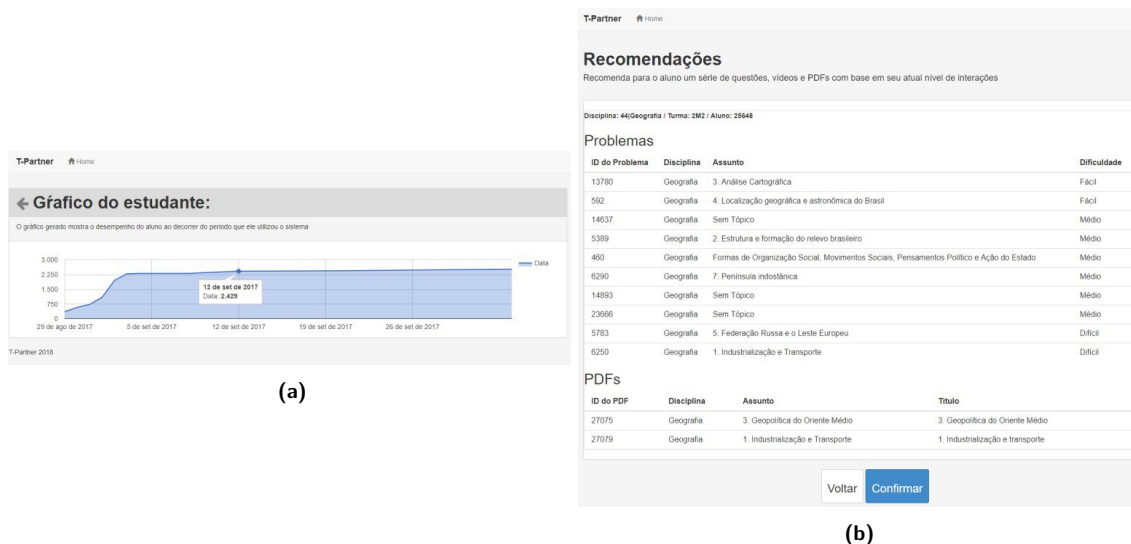 T-Partner Home
Gŕafico do estudante:
O gráfico gerado mostra o desempenho do aluno ao decorrer do periodo que ele utilizou o sistema
3.000
2.250
1.500
750
0
12 de set de 2017
Data: 2.429
Data
29 de ago de 2017 5 de set de 2017 12 de set de 2017 19 de set de 2017 26 de set de 2017
T-Partner 2018
(a)
T-Partner Home
Recomendações
Recomenda para o aluno um série de questões, vídeos e PDFs com base em seu atual nível de interações
Disciplina: 44|Geografia / Turma: 2M2 / Aluno: 25648
Problemas
ID do Problema Disciplina Assunto Dificuldade
13780 Geografia 3. Análise Cartográfica Fácil
592 Geografia 4. Localização geográfica e astronômica do Brasil Fácil
14637 Geografia Sem Tópico Médio
5389 Geografia 2. Estrutura e formação do relevo brasileiro Médio
460 Geografia Formas de Organização Social, Movimentos Sociais, Pensamentos Político e Ação do Estado Médio
6290 Geografia 7. Península indostânica Médio
14893 Geografia Sem Tópico Médio
23666 Geografia Sem Tópico Médio
5783 Geografia 5. Federação Russa e o Leste Europeu Difícil
6250 Geografia 1. Industrialização e Transporte Difícil
PDFs
ID do PDF Disciplina Assunto Titulo
27075 Geografia 3. Geopolítica do Oriente Médio 3. Geopolítica do Oriente Médio
27079 Geografia 1. Industrialização e Transporte 1. Industrialização e transporte
Voltar Confirmar
(b)